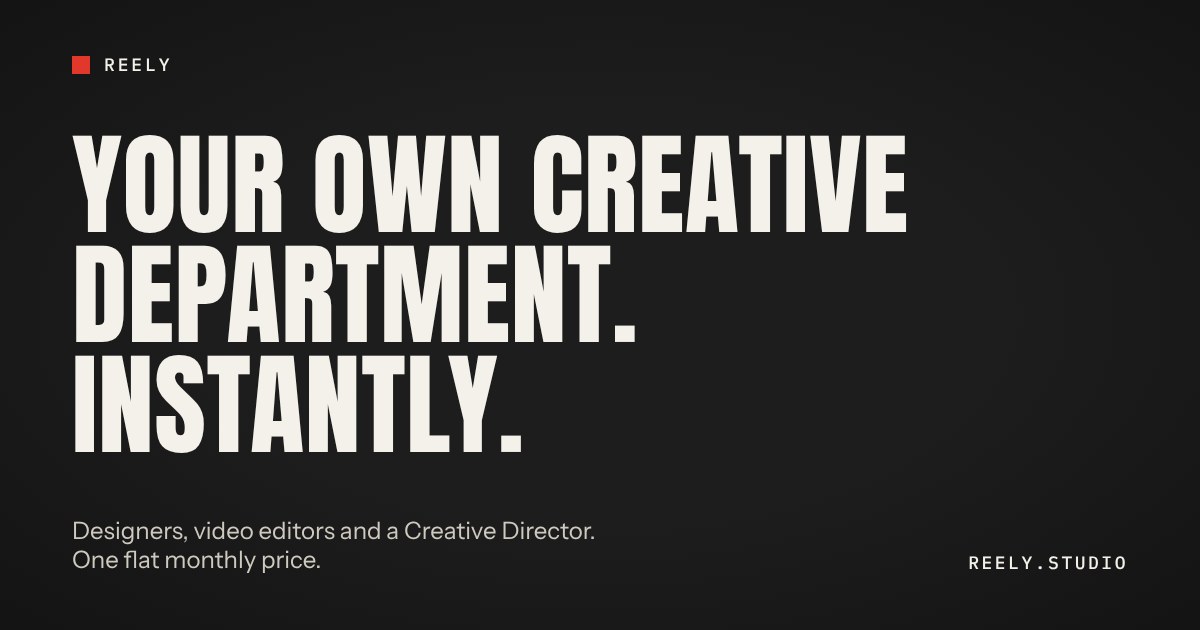 REELY
YOUR OWN CREATIVE
DEPARTMENT.
INSTANTLY.
Designers, video editors and a Creative Director.
One flat monthly price.
REELY.STUDIO